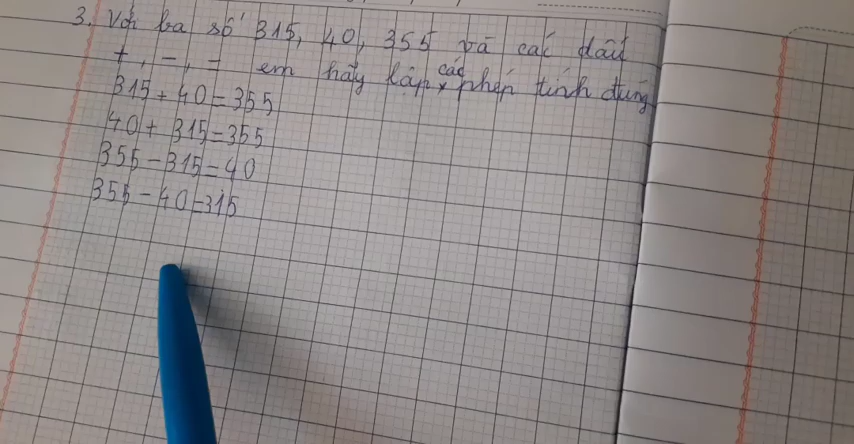 3. Với ba số 315, 40, 355 và các dấu
+, -, = em hãy lập các phép tính đúng
315 + 40 = 355
40 + 315 = 355
355 - 315 = 40
355 - 40 = 315